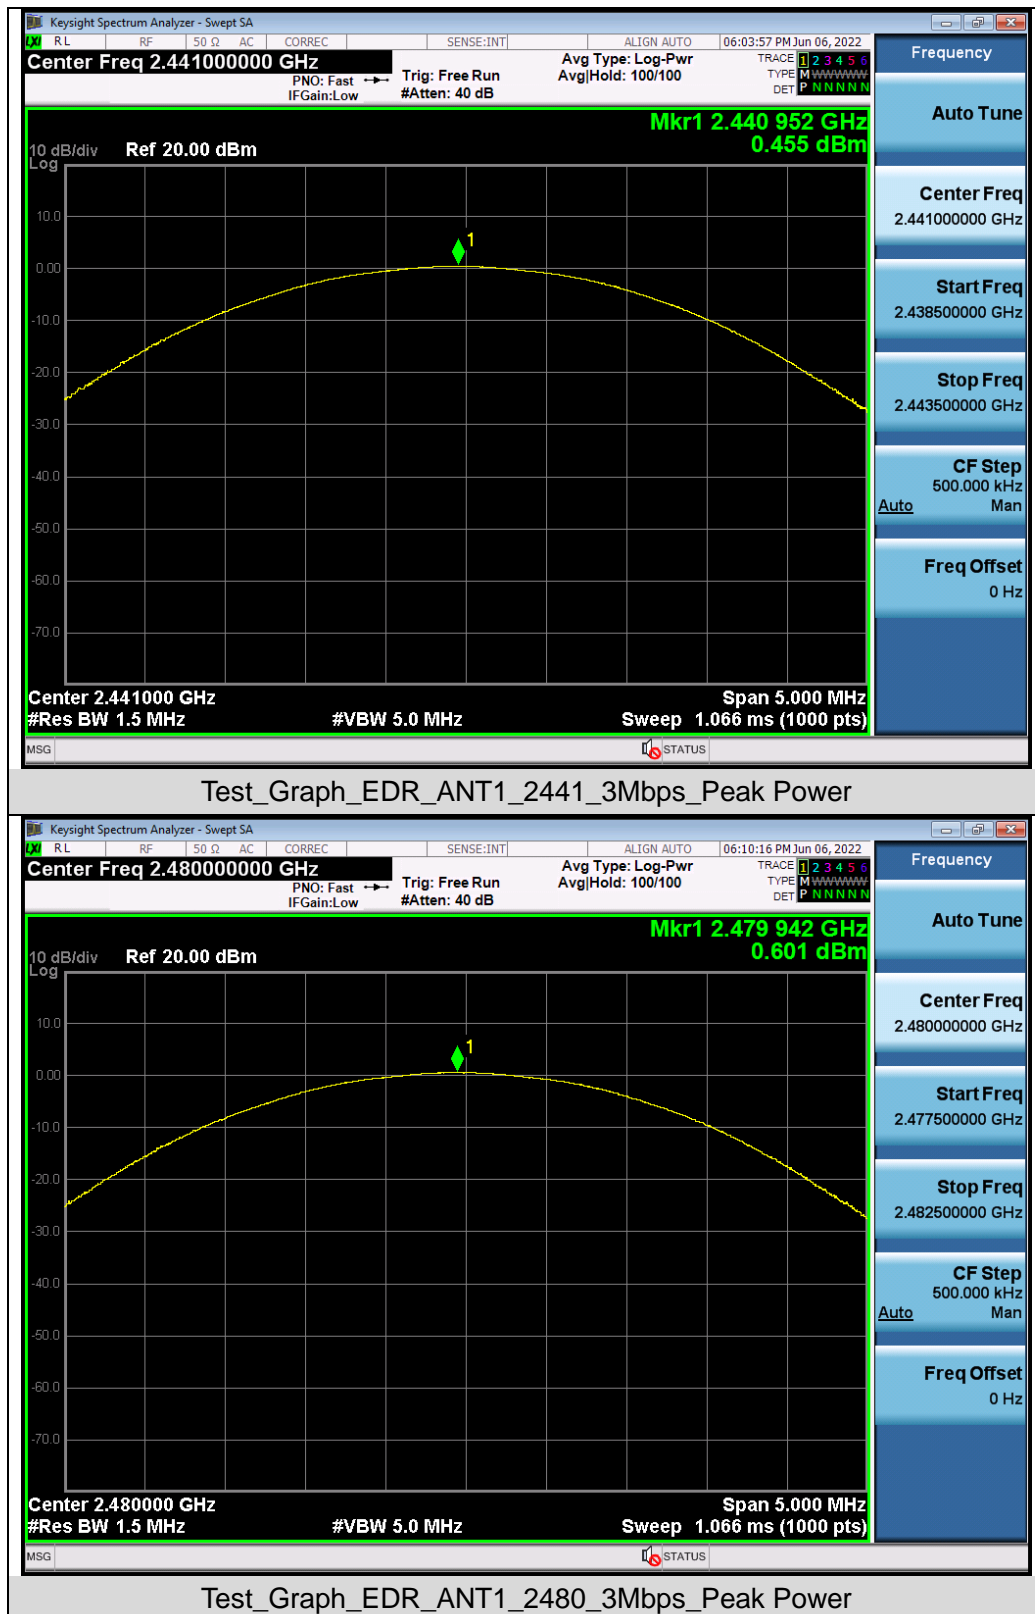 Keysight Spectrum Analyzer - Swept SA
LXI RL RF 50 Ω AC CORREC SENSE:INT ALIGN AUTO 06:03:57 PM Jun 06, 2022
Center Freq 2.441000000 GHz
PNO: Fast
IFGain:Low
Trig: Free Run
#Atten: 40 dB
Avg Type: Log-Pwr
Avg|Hold: 100/100
TRACE 1 2 3 4 5 6
TYPE M WWWWW
DET P N N N N N
Frequency
Auto Tune
Center Freq
2.441000000 GHz
Start Freq
2.438500000 GHz
Stop Freq
2.443500000 GHz
CF Step
500.000 kHz
Auto Man
Freq Offset
0 Hz
Mkr1 2.440 952 GHz
0.455 dBm
10 dB/div Ref 20.00 dBm
Log
1
10.0
0.00
-10.0
-20.0
-30.0
-40.0
-50.0
-60.0
-70.0
Center 2.441000 GHz Span 5.000 MHz
#Res BW 1.5 MHz #VBW 5.0 MHz Sweep 1.066 ms (1000 pts)
MSG STATUS
Test_Graph_EDR_ANT1_2441_3Mbps_Peak Power
Keysight Spectrum Analyzer - Swept SA
LXI RL RF 50 Ω AC CORREC SENSE:INT ALIGN AUTO 06:10:16 PM Jun 06, 2022
Center Freq 2.480000000 GHz
PNO: Fast
IFGain:Low
Trig: Free Run
#Atten: 40 dB
Avg Type: Log-Pwr
Avg|Hold: 100/100
TRACE 1 2 3 4 5 6
TYPE M WWWWW
DET P N N N N N
Frequency
Auto Tune
Center Freq
2.480000000 GHz
Start Freq
2.477500000 GHz
Stop Freq
2.482500000 GHz
CF Step
500.000 kHz
Auto Man
Freq Offset
0 Hz
Mkr1 2.479 942 GHz
0.601 dBm
10 dB/div Ref 20.00 dBm
Log
1
10.0
0.00
-10.0
-20.0
-30.0
-40.0
-50.0
-60.0
-70.0
Center 2.480000 GHz Span 5.000 MHz
#Res BW 1.5 MHz #VBW 5.0 MHz Sweep 1.066 ms (1000 pts)
MSG STATUS
Test_Graph_EDR_ANT1_2480_3Mbps_Peak Power